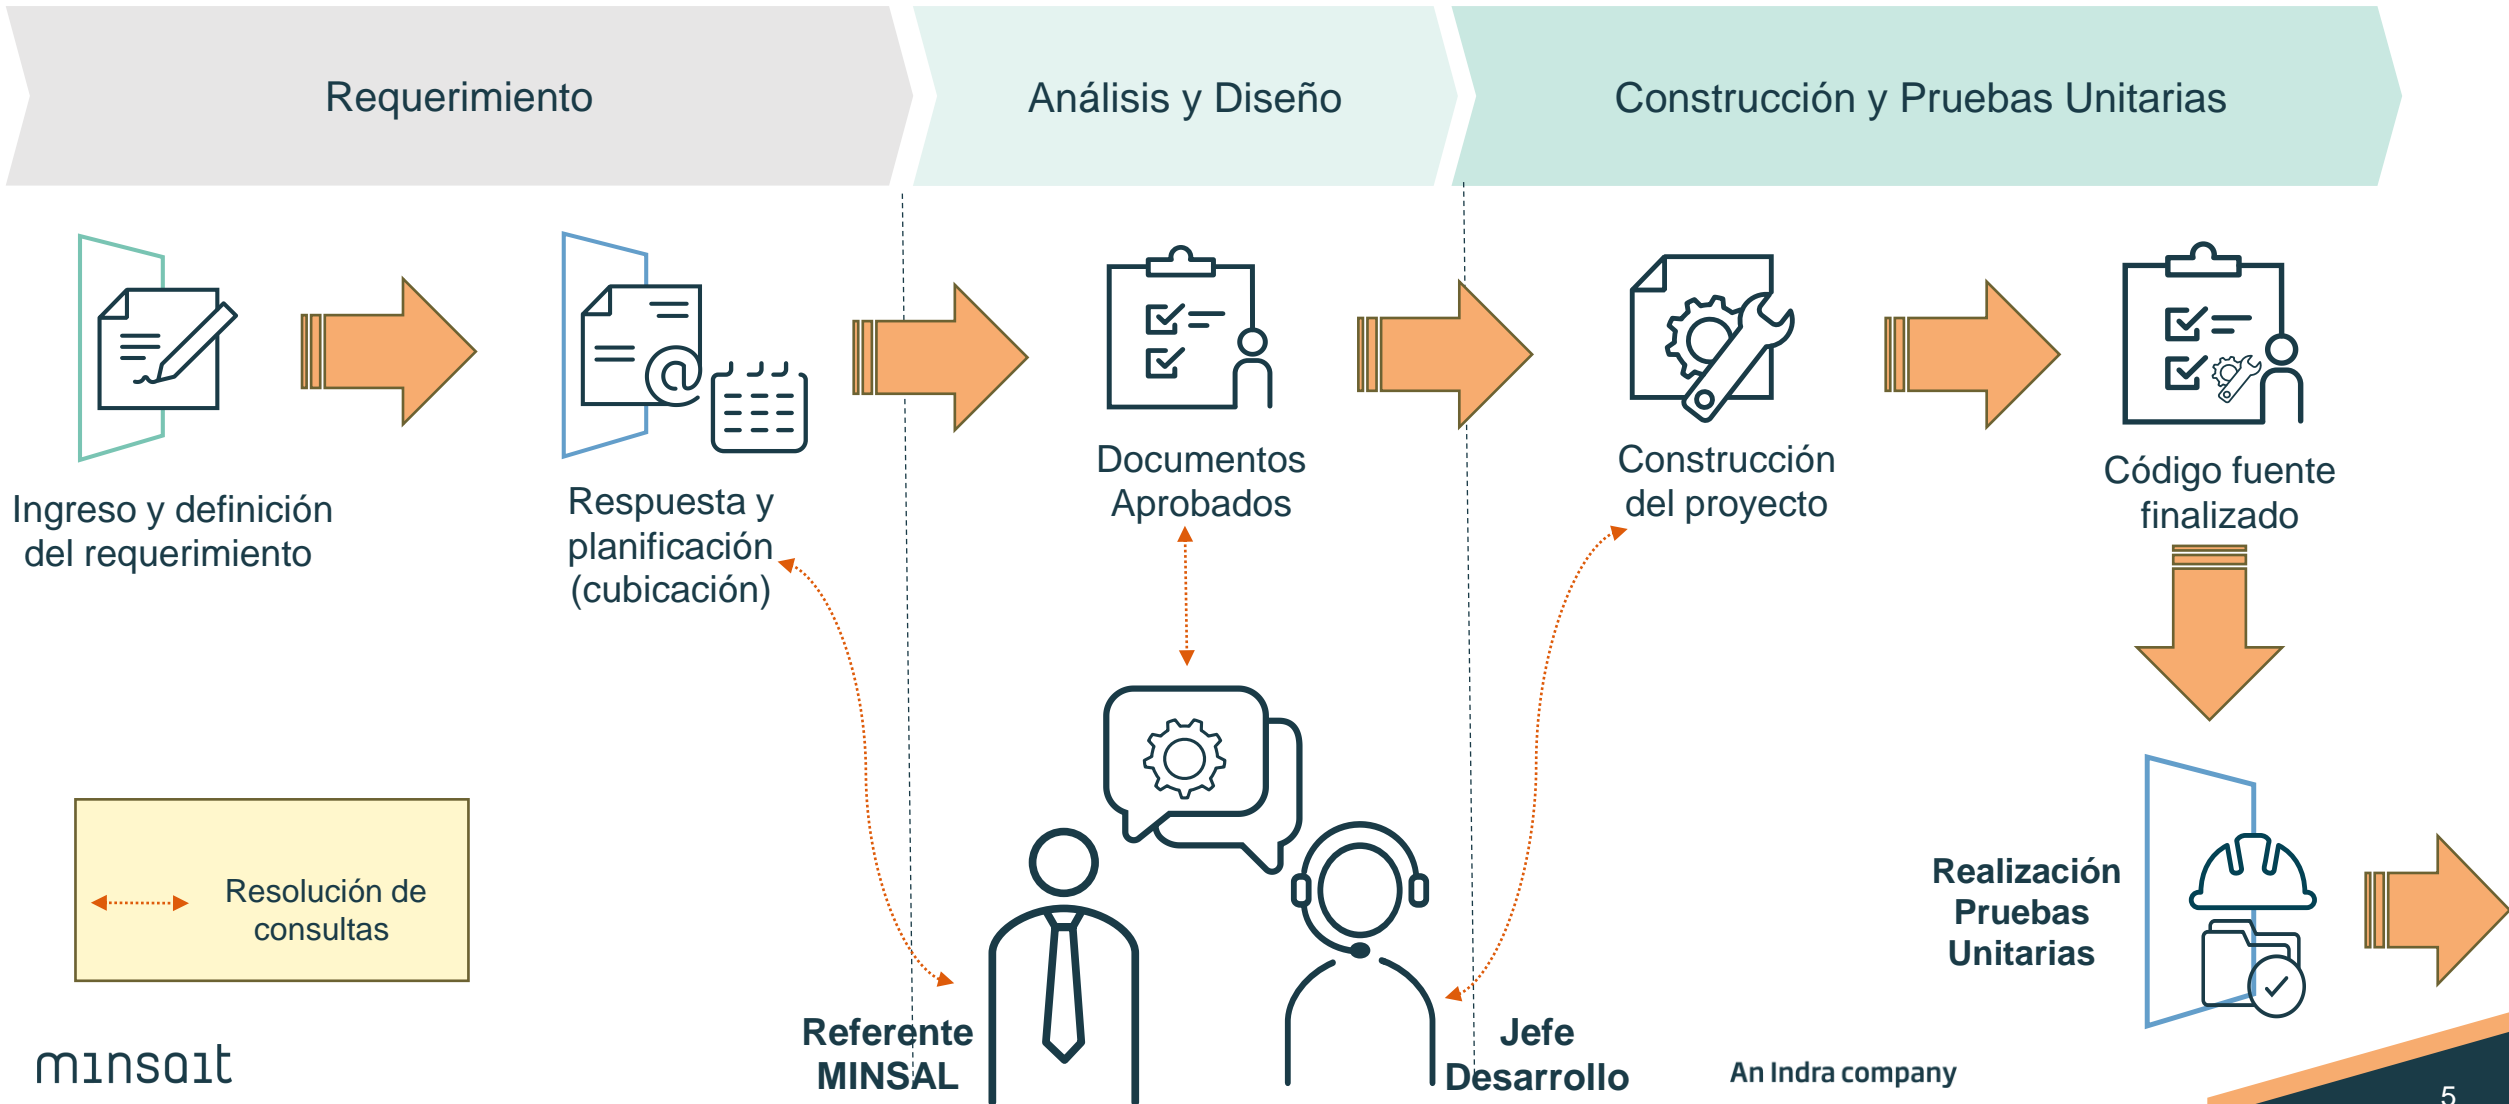 Requerimiento
Análisis y Diseño
Construcción y Pruebas Unitarias
Ingreso y definición
del requerimiento
Respuesta y
planificación
(cubicación)
Documentos
Aprobados
Construcción
del proyecto
Código fuente
finalizado
Resolución de
consultas
Realización
Pruebas
Unitarias
Referente
MINSAL
Jefe
Desarrollo
minsait
An Indra company
5